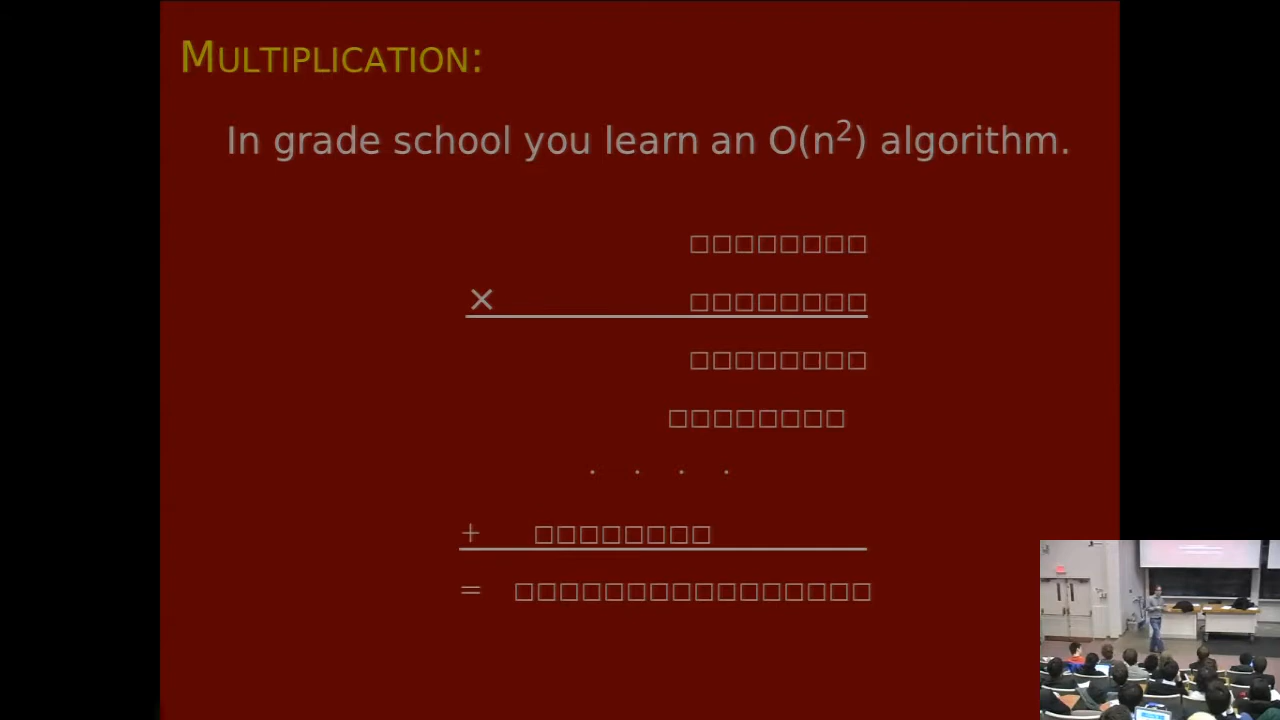 MULTIPLICATION:
In grade school you learn an O(n²) algorithm.
□□□□□□□□
× □□□□□□□□
□□□□□□□□
□□□□□□□□
. . . .
+ □□□□□□□□
= □□□□□□□□□□□□□□□□